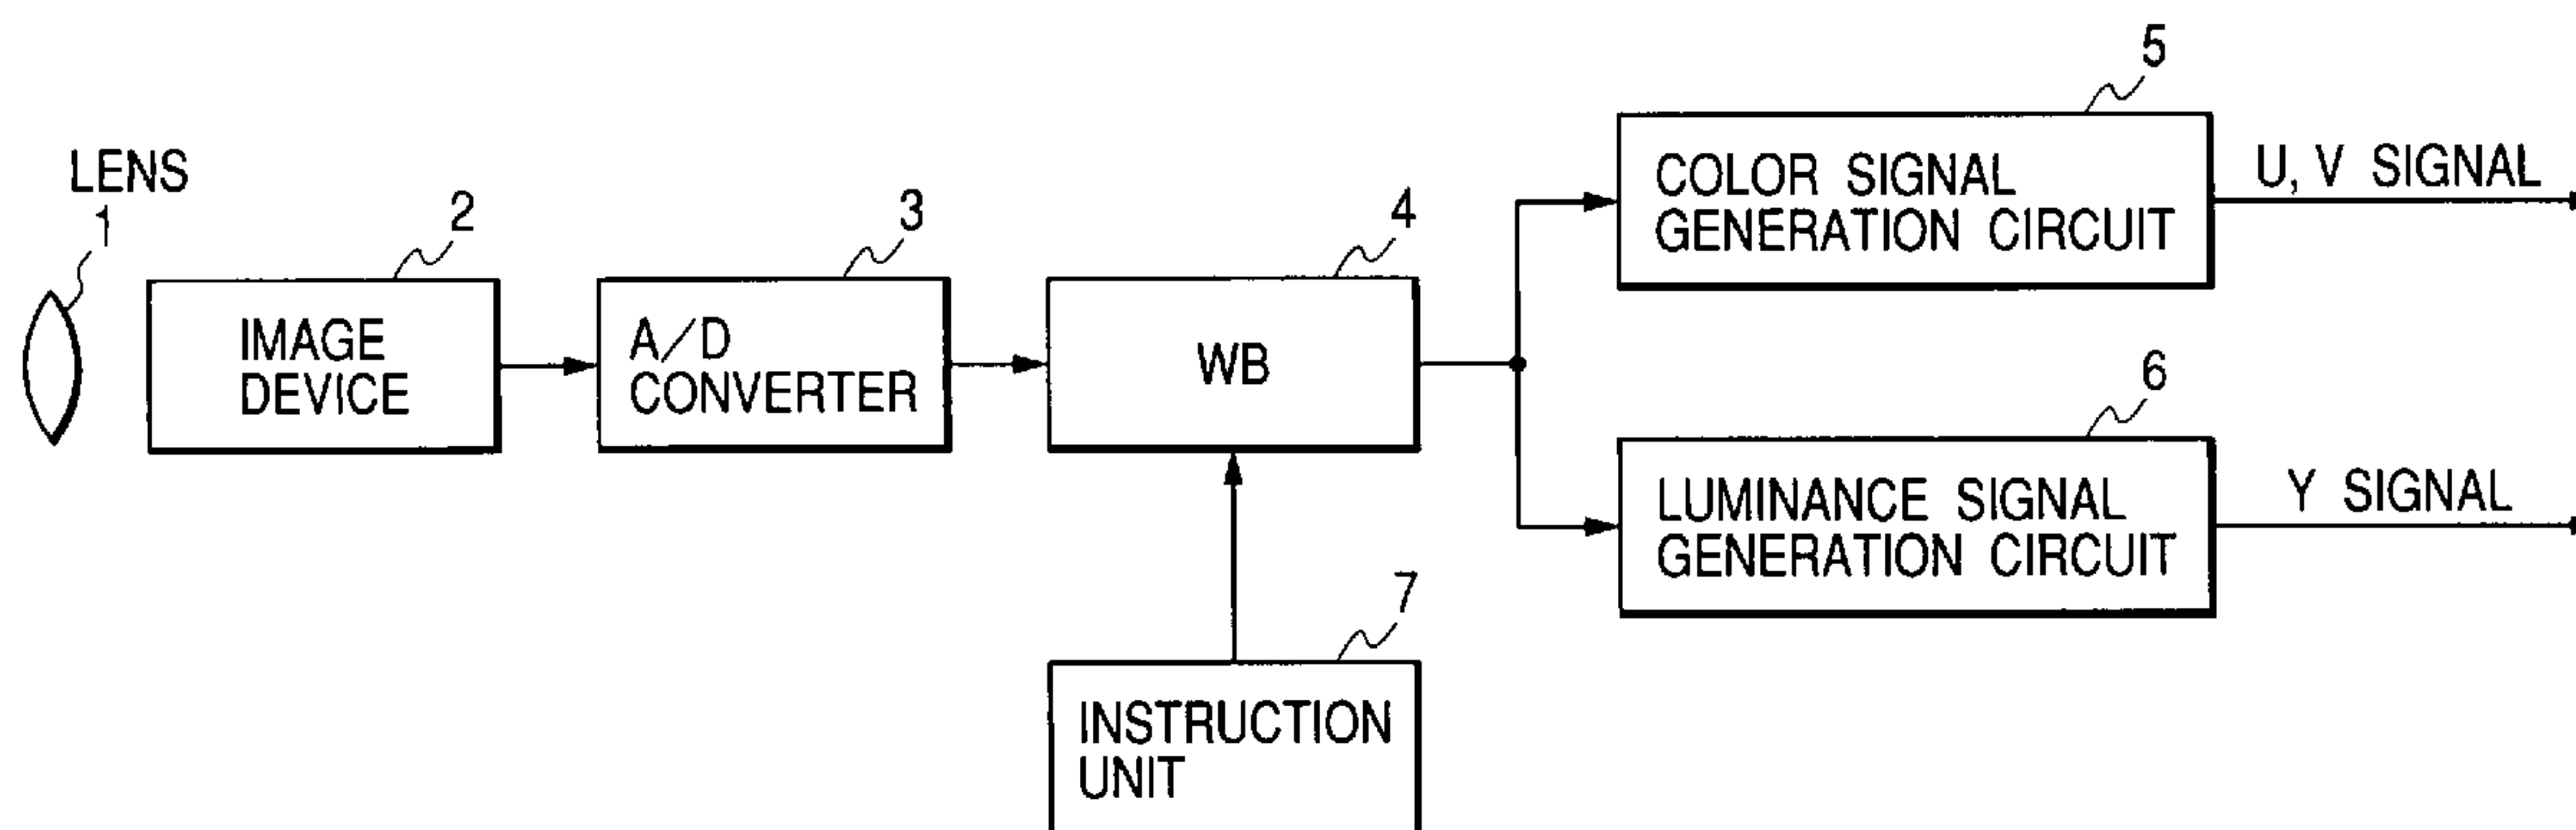 LENS
1
2
IMAGE
DEVICE
3
A/D
CONVERTER
4
WB
5
COLOR SIGNAL
GENERATION CIRCUIT
U, V SIGNAL
6
LUMINANCE SIGNAL
GENERATION CIRCUIT
Y SIGNAL
7
INSTRUCTION
UNIT